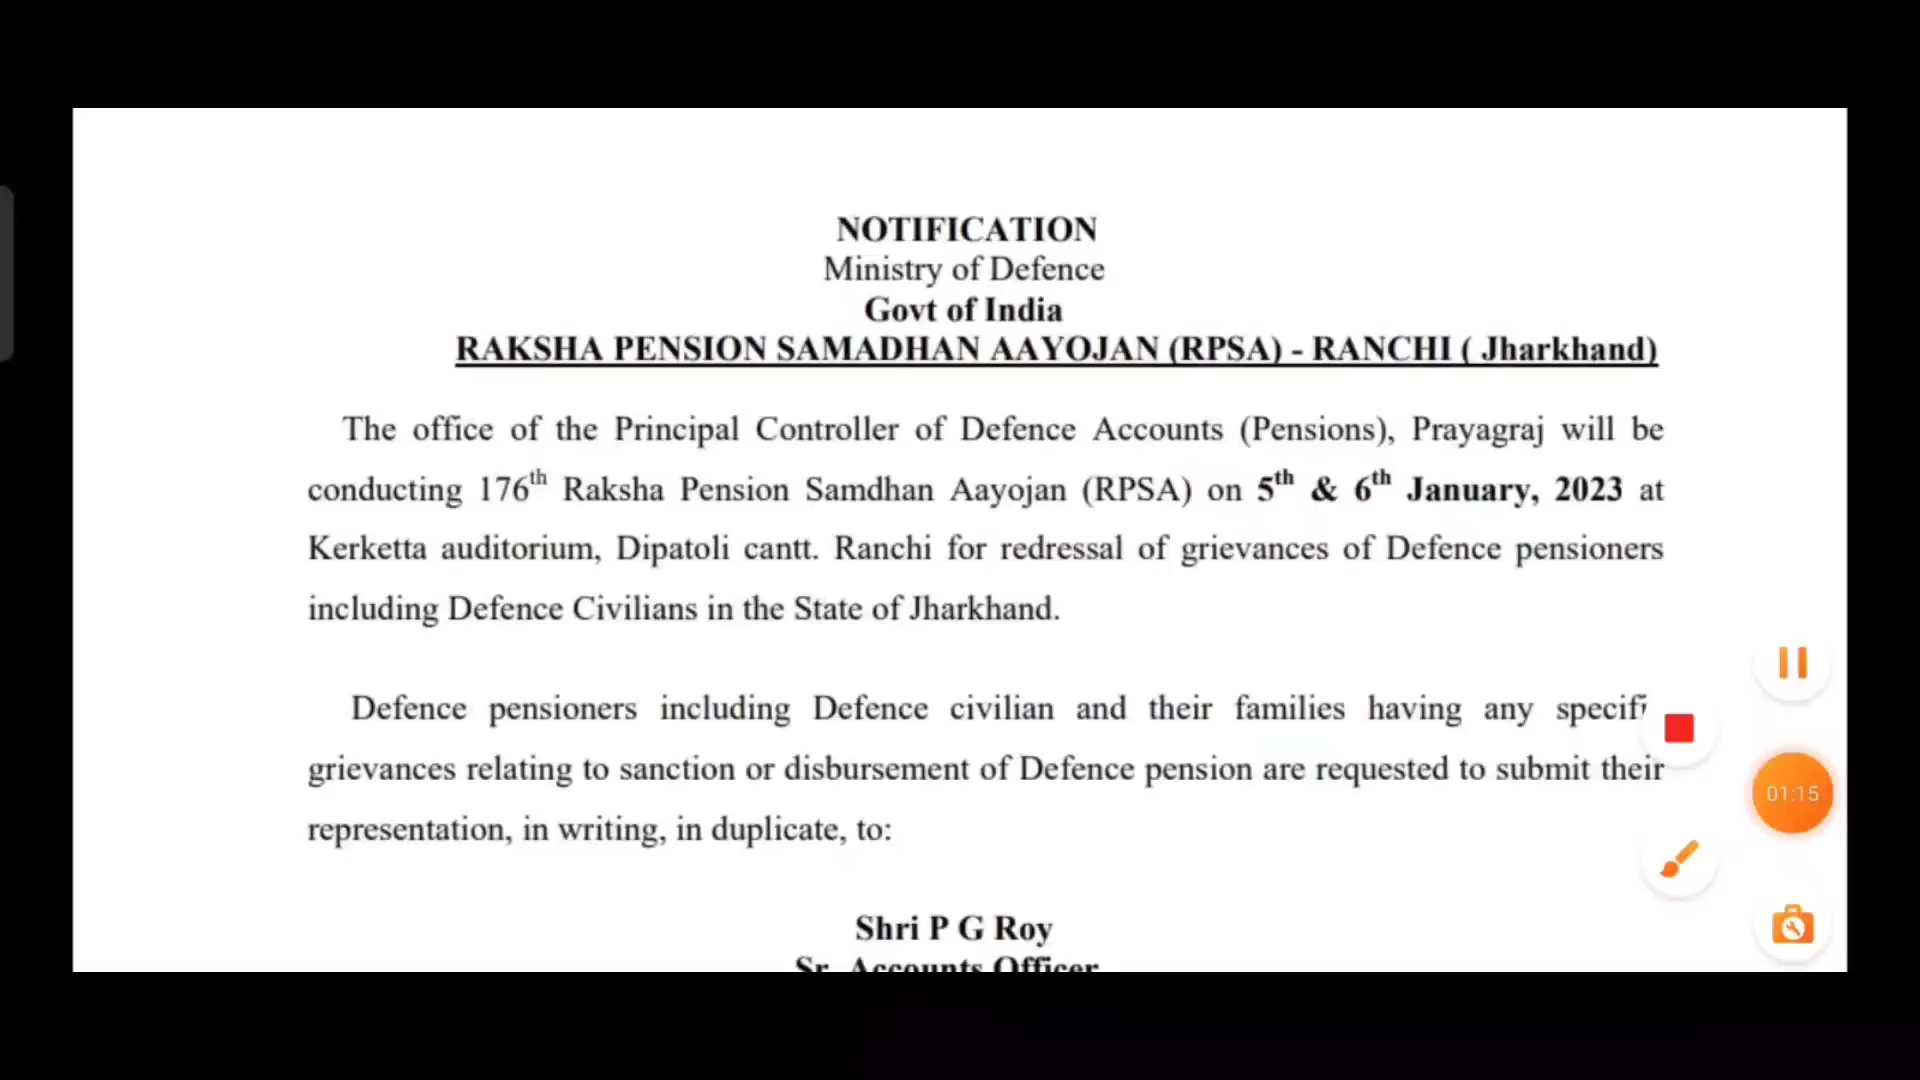 NOTIFICATION
Ministry of Defence
Govt of India
RAKSHA PENSION SAMADHAN AAYOJAN (RPSA) - RANCHI ( Jharkhand)
The office of the Principal Controller of Defence Accounts (Pensions), Prayagraj will be
conducting 176th Raksha Pension Samdhan Aayojan (RPSA) on 5th & 6th January, 2023 at
Kerketta auditorium, Dipatoli cantt. Ranchi for redressal of grievances of Defence pensioners
including Defence Civilians in the State of Jharkhand.
Defence pensioners including Defence civilian and their families having any specifi
grievances relating to sanction or disbursement of Defence pension are requested to submit their
representation, in writing, in duplicate, to:
01:15
Shri P G Roy
Sr. Accounts Officer